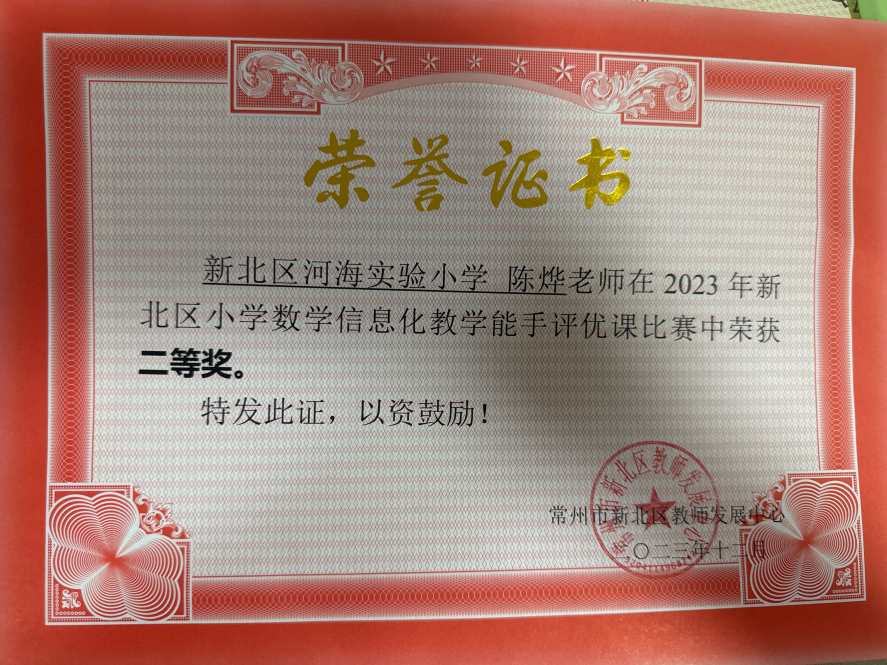 荣誉证书
新北区河海实验小学 陈烨老师在 2023 年新
北区小学数学信息化教学能手评优课比赛中荣获
二等奖。
特发此证，以资鼓励！
常州市新北区教师发展中心
二〇二三年十二月